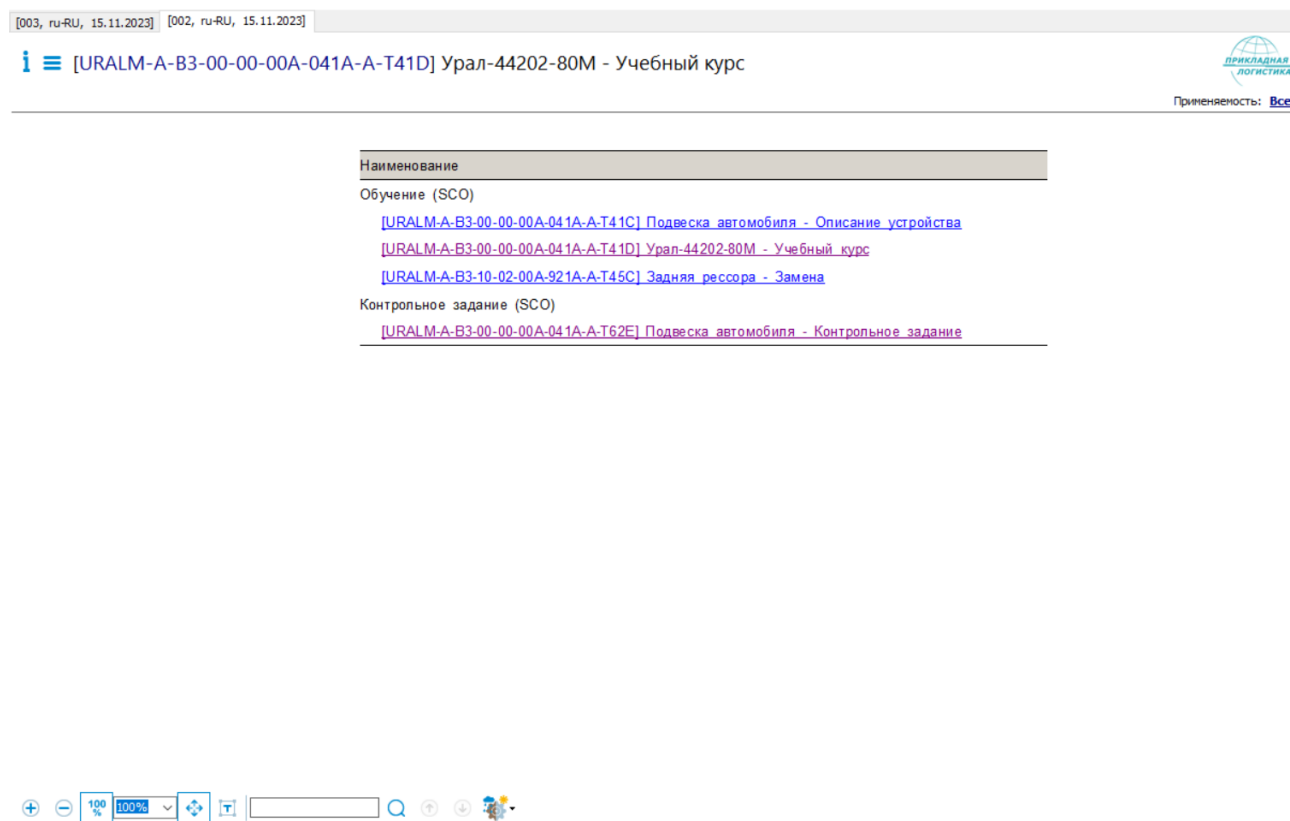 [003, ru-RU, 15.11.2023] [002, ru-RU, 15.11.2023]
[URALM-A-B3-00-00-00A-041A-A-T41D] Урал-44202-80М - Учебный курс
ПРИКЛАДНАЯ
ЛОГИСТИКА
Применяемость: Все
Наименование
Обучение (SCO)
[URALM-A-B3-00-00-00A-041A-A-T41C] Подвеска автомобиля - Описание устройства
[URALM-A-B3-00-00-00A-041A-A-T41D] Урал-44202-80М - Учебный курс
[URALM-A-B3-10-02-00A-921A-A-T45C] Задняя рессора - Замена
Контрольное задание (SCO)
[URALM-A-B3-00-00-00A-041A-A-T62E] Подвеска автомобиля - Контрольное задание
100 % 100% T